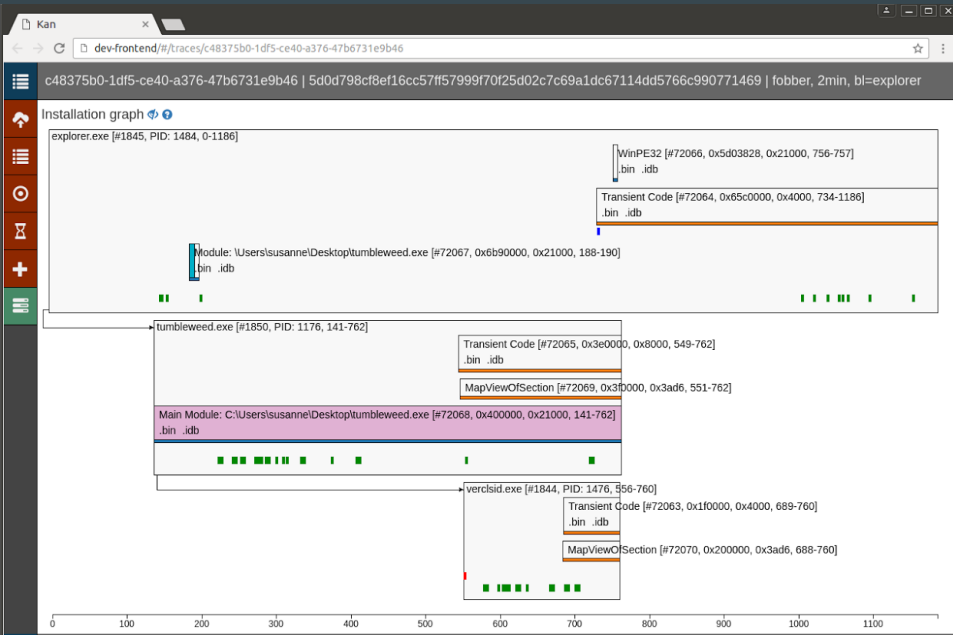 Kan
dev-frontend/#/traces/c48375b0-1df5-ce40-a376-47b6731e9b46
c48375b0-1df5-ce40-a376-47b6731e9b46 | 5d0d798cf8ef16cc57ff57999f70f25d02c7c69a1dc67114dd5766c990771469 | fobber, 2min, bl=explorer
Installation graph
explorer.exe [#1845, PID: 1484, 0-1186]
WinPE32 [#72066, 0x5d03828, 0x21000, 756-757]
.bin .idb
Transient Code [#72064, 0x65c0000, 0x4000, 734-1186]
.bin .idb
Module: \Users\susanne\Desktop\tumbleweed.exe [#72067, 0x6b90000, 0x21000, 188-190]
.bin .idb
tumbleweed.exe [#1850, PID: 1176, 141-762]
Transient Code [#72065, 0x3e0000, 0x8000, 549-762]
.bin .idb
MapViewOfSection [#72069, 0x3f0000, 0x3ad6, 551-762]
Main Module: C:\Users\susanne\Desktop\tumbleweed.exe [#72068, 0x400000, 0x21000, 141-762]
.bin .idb
verclsid.exe [#1844, PID: 1476, 556-760]
Transient Code [#72063, 0x1f0000, 0x4000, 689-760]
.bin .idb
MapViewOfSection [#72070, 0x200000, 0x3ad6, 688-760]
0 100 200 300 400 500 600 700 800 900 1000 1100